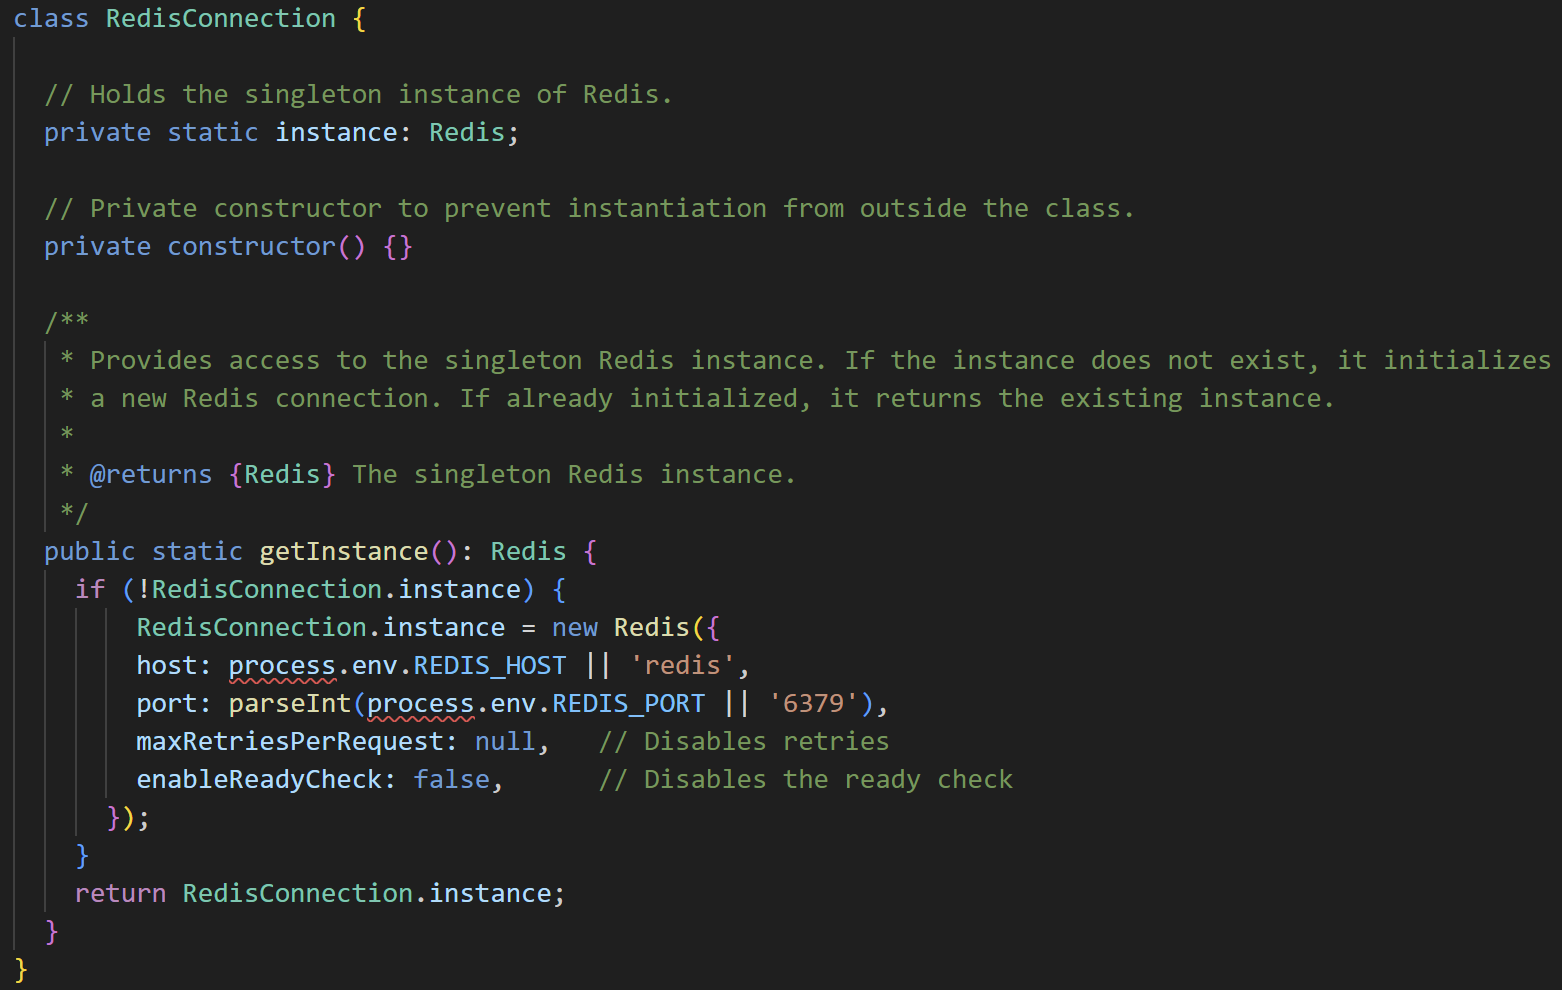 class RedisConnection {
// Holds the singleton instance of Redis.
private static instance: Redis;
// Private constructor to prevent instantiation from outside the class.
private constructor() {}
/**
* Provides access to the singleton Redis instance. If the instance does not exist, it initializes
* a new Redis connection. If already initialized, it returns the existing instance.
*
* @returns {Redis} The singleton Redis instance.
*/
public static getInstance(): Redis {
if (!RedisConnection.instance) {
RedisConnection.instance = new Redis({
host: process.env.REDIS_HOST || 'redis',
port: parseInt(process.env.REDIS_PORT || '6379'),
maxRetriesPerRequest: null,   // Disables retries
enableReadyCheck: false,      // Disables the ready check
});
}
return RedisConnection.instance;
}
}